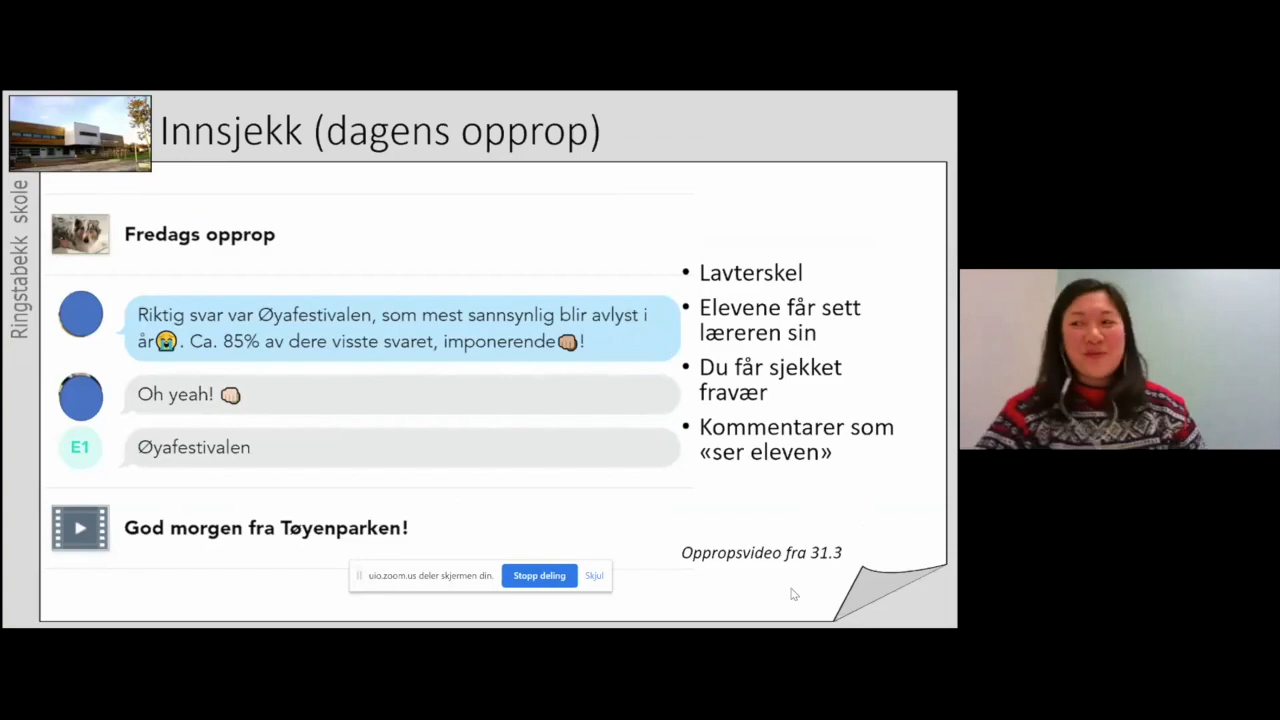 Innsjekk (dagens opprop)
Ringstabekk skole
Fredags opprop
Riktig svar var Øyafestivalen, som mest sannsynlig blir avlyst i
år😭. Ca. 85% av dere visste svaret, imponerende👊🏽!
Oh yeah! 👊🏻
E1
Øyafestivalen
God morgen fra Tøyenparken!
• Lavterskel
• Elevene får sett
læreren sin
• Du får sjekket
fravær
• Kommentarer som
«ser eleven»
Oppropsvideo fra 31.3
uio.zoom.us deler skjermen din.
Stopp deling
Skjul